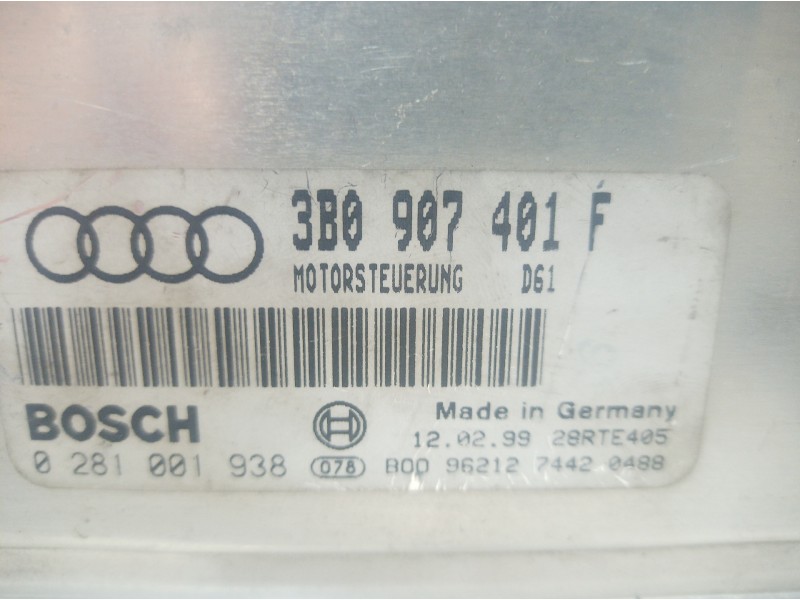 3B0 907 401 F
MOTORSTEUERUNG D61
BOSCH
Made in Germany
12.02.99 28RTE405
0 281 001 938 078 B00 96212 7442 0488